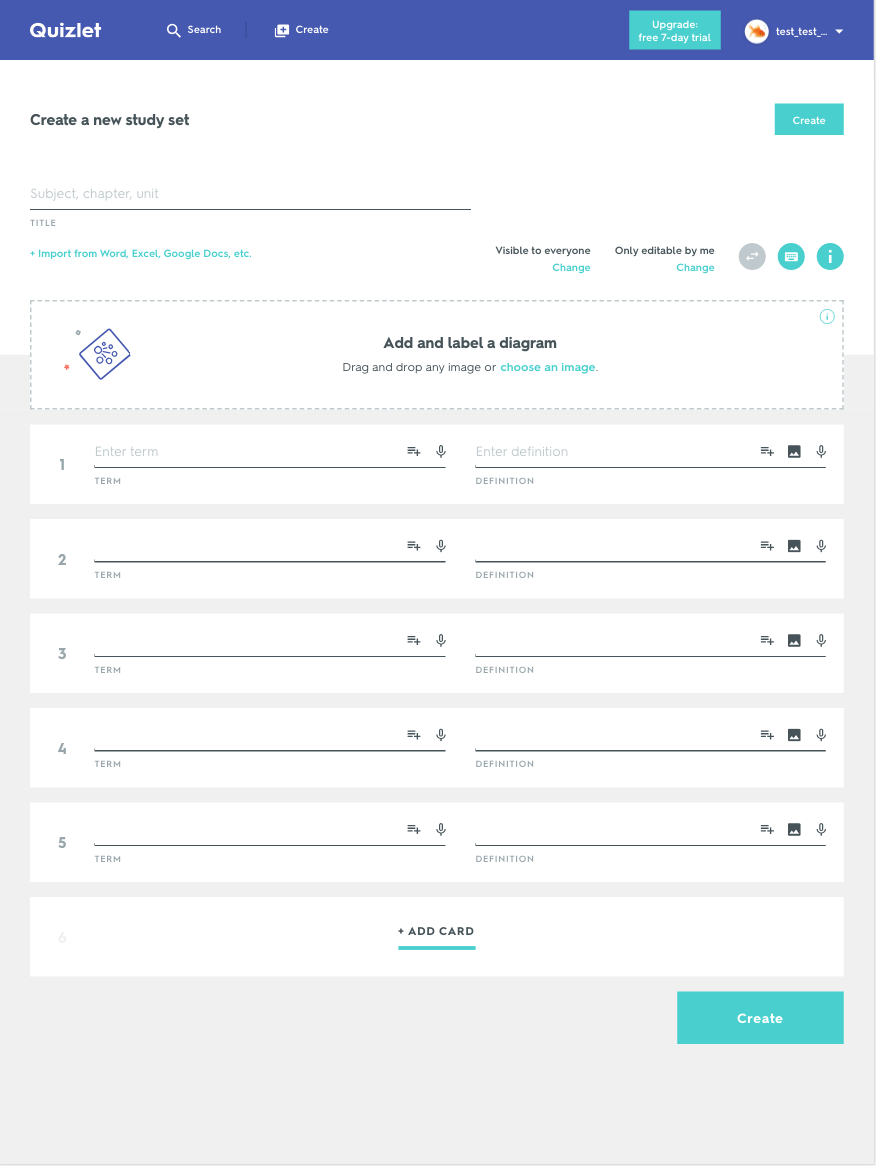 Quizlet
Search
Create
Upgrade:
free 7-day trial
test_test_...
Create a new study set
Create
Subject, chapter, unit
TITLE
+ Import from Word, Excel, Google Docs, etc.
Visible to everyone
Change
Only editable by me
Change
Add and label a diagram
Drag and drop any image or choose an image.
1
Enter term
TERM
Enter definition
DEFINITION
2
TERM
DEFINITION
3
TERM
DEFINITION
4
TERM
DEFINITION
5
TERM
DEFINITION
6
+ ADD CARD
Create